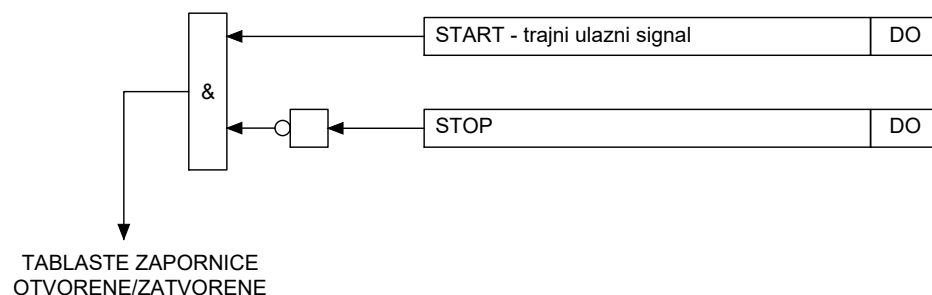 START - trajni ulazni signal DO
&
STOP DO
TABLASTE ZAPORNICE
OTVORENE/ZATVORENE